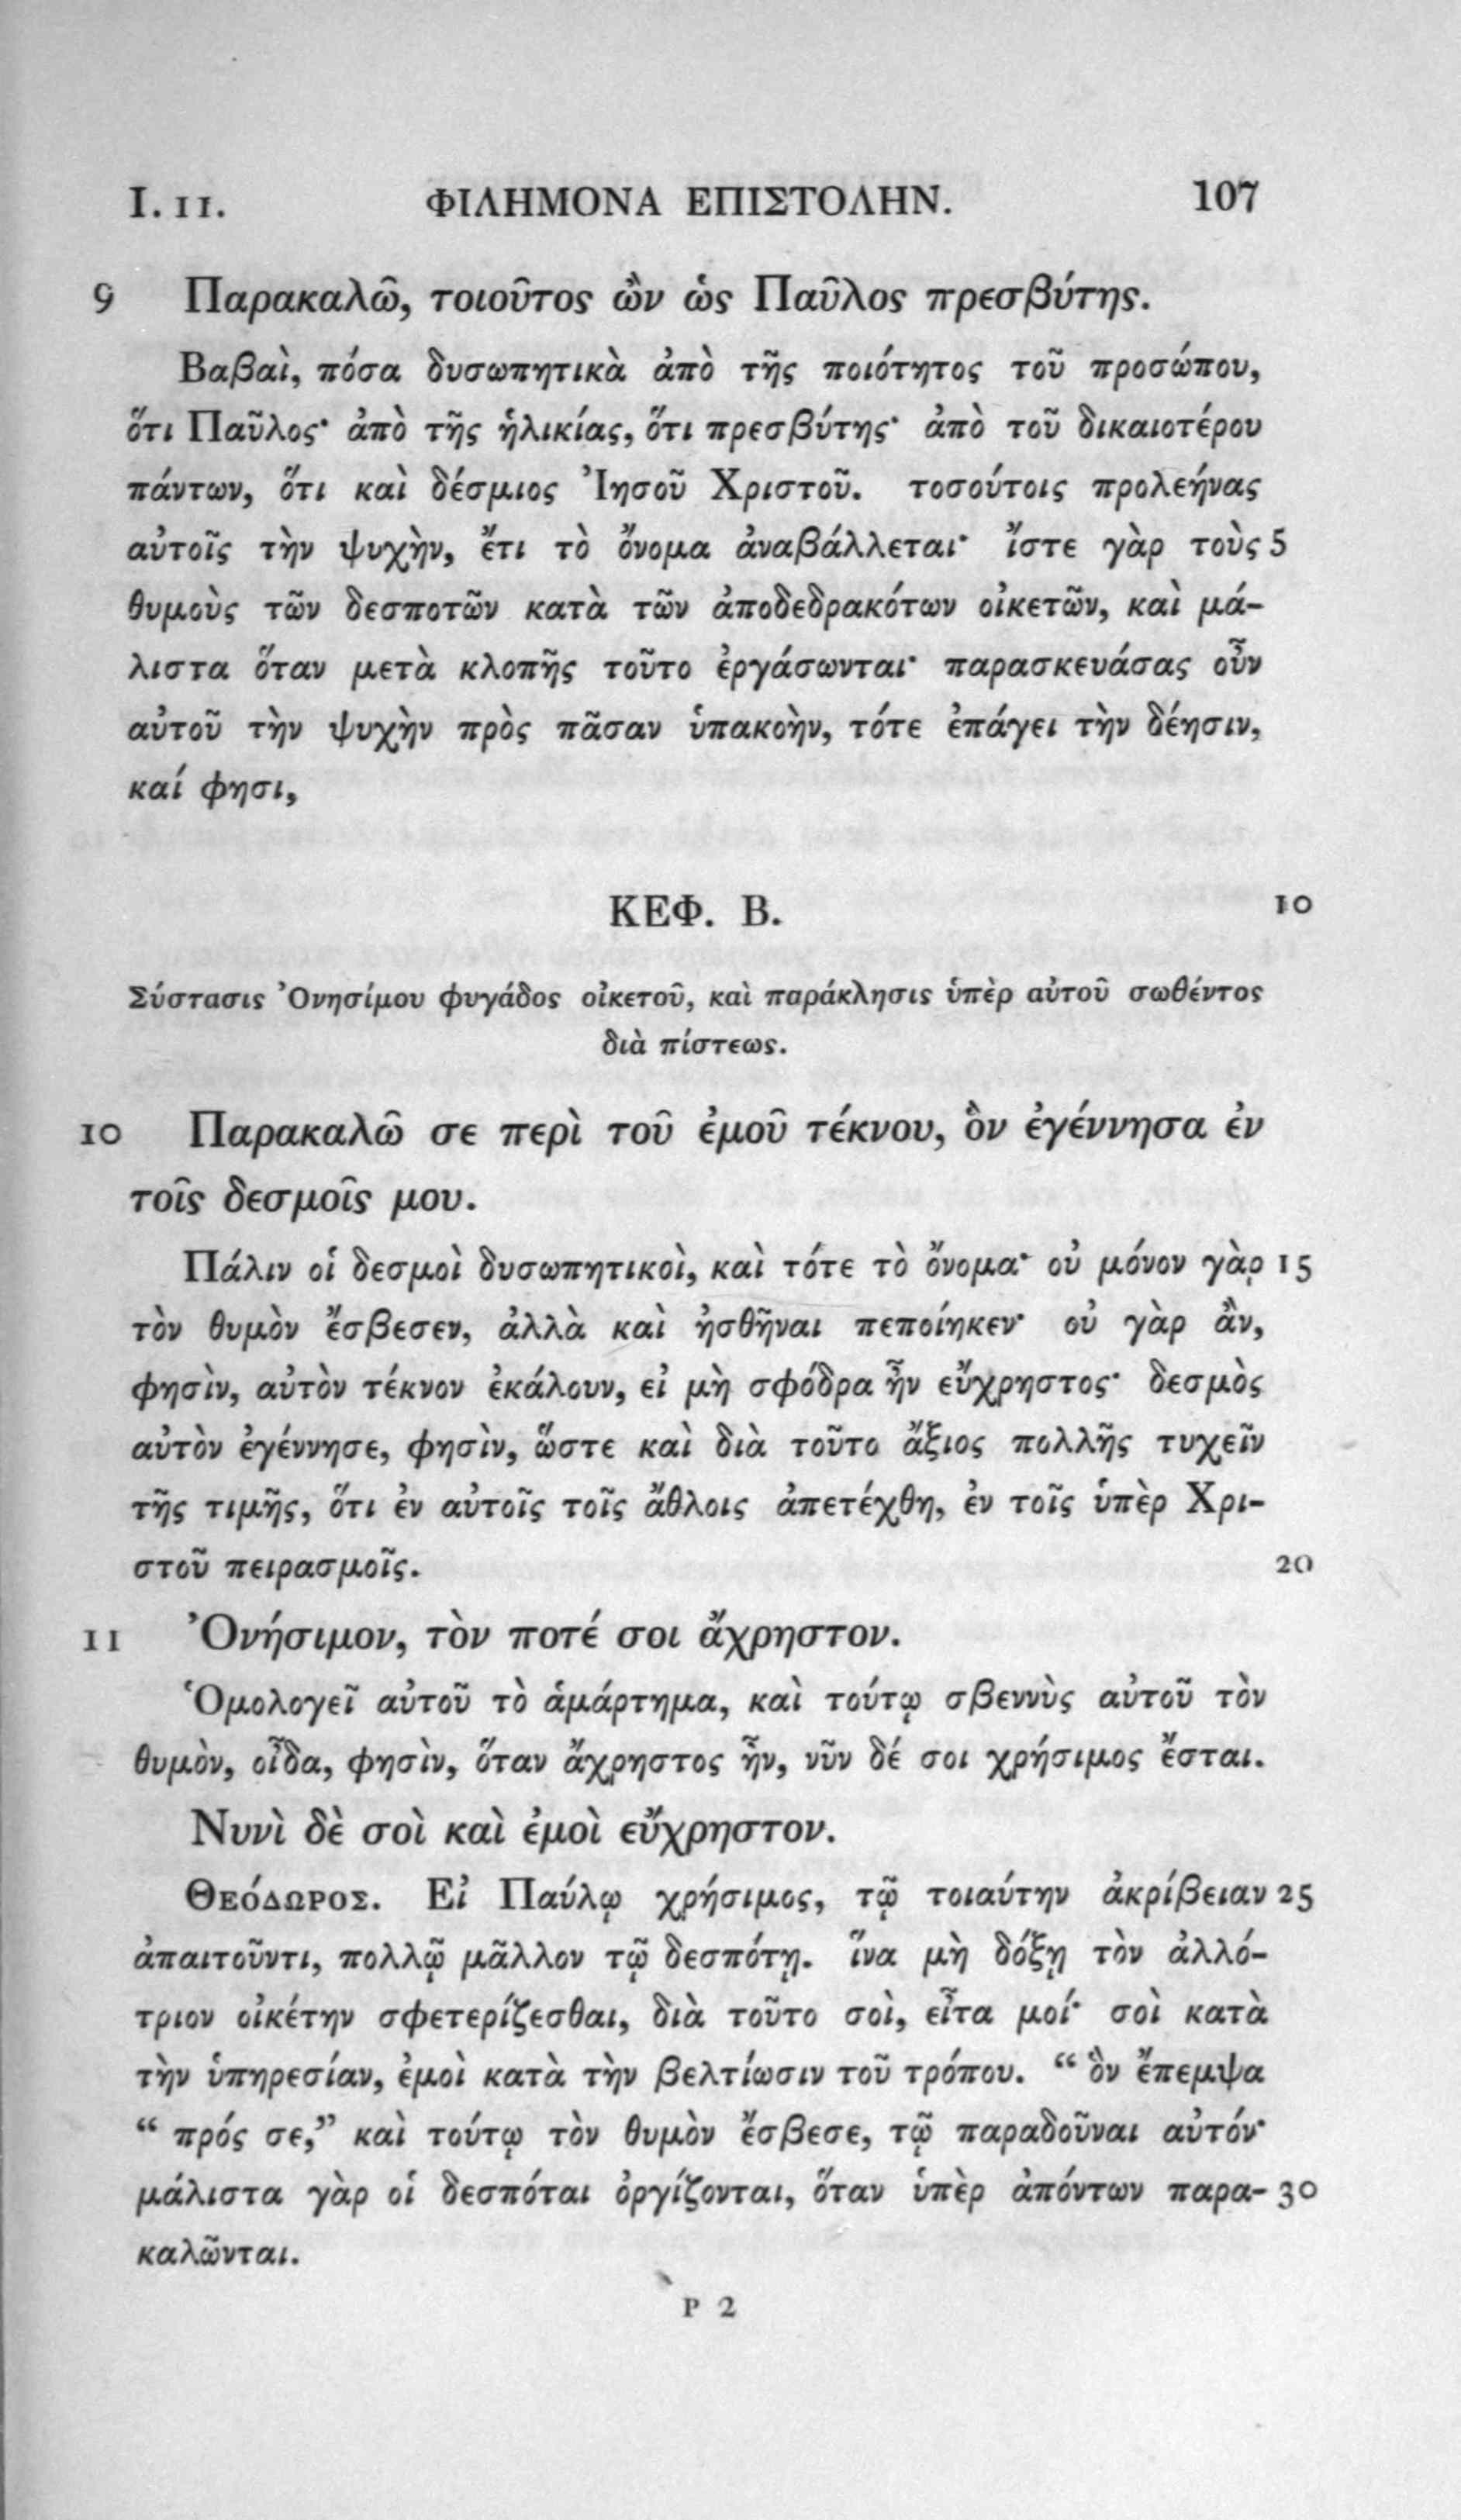 I. 11. ΦΙΛΗΜΟΝΑ ΕΠΙΣΤΟΛΗΝ. 107
9 Παρακαλῶ, τοιοῦτος ὢν ὡς Παῦλος πρεσβύτης.
Βαβαὶ, πόσα δυσωπητικὰ ἀπὸ τῆς ποιότητος τοῦ προσώπου,
ὅτι Παῦλος· ἀπὸ τῆς ἡλικίας, ὅτι πρεσβύτης· ἀπὸ τοῦ δικαιοτέρου
πάντων, ὅτι καὶ δέσμιος Ἰησοῦ Χριστοῦ. τοσούτοις προλεήνας
αὐτοῖς τὴν ψυχὴν, ἔτι τὸ ὄνομα ἀναβάλλεται· ἴστε γὰρ τοὺς 5
θυμοὺς τῶν δεσποτῶν κατὰ τῶν ἀποδεδρακότων οἰκετῶν, καὶ μά-
λιστα ὅταν μετὰ κλοπῆς τοῦτο ἐργάσωνται· παρασκευάσας οὖν
αὐτοῦ τὴν ψυχὴν πρὸς πᾶσαν ὑπακοὴν, τότε ἐπάγει τὴν δέησιν,
καί φησι,
ΚΕΦ. Β. 10
Σύστασις Ὀνησίμου φυγάδος οἰκετοῦ, καὶ παράκλησις ὑπὲρ αὐτοῦ σωθέντος
διὰ πίστεως.
10 Παρακαλῶ σε περὶ τοῦ ἐμοῦ τέκνου, ὃν ἐγέννησα ἐν
τοῖς δεσμοῖς μου.
Πάλιν οἱ δεσμοὶ δυσωπητικοὶ, καὶ τότε τὸ ὄνομα· οὐ μόνον γὰρ 15
τὸν θυμὸν ἔσβεσεν, ἀλλὰ καὶ ἡσθῆναι πεποίηκεν· οὐ γὰρ ἂν,
φησὶν, αὐτὸν τέκνον ἐκάλουν, εἰ μὴ σφόδρα ἦν εὔχρηστος· δεσμὸς
αὐτὸν ἐγέννησε, φησὶν, ὥστε καὶ διὰ τοῦτο ἄξιος πολλῆς τυχεῖν
τῆς τιμῆς, ὅτι ἐν αὐτοῖς τοῖς ἄθλοις ἀπετέχθη, ἐν τοῖς ὑπὲρ Χρι-
στοῦ πειρασμοῖς. 20
11 Ὀνήσιμον, τὸν ποτέ σοι ἄχρηστον.
Ὁμολογεῖ αὐτοῦ τὸ ἁμάρτημα, καὶ τούτῳ σβεννὺς αὐτοῦ τὸν
θυμὸν, οἶδα, φησὶν, ὅταν ἄχρηστος ἦν, νῦν δέ σοι χρήσιμος ἔσται.
Νυνὶ δὲ σοὶ καὶ ἐμοὶ εὔχρηστον.
ΘΕΌΔΩΡΟΣ. Εἰ Παύλῳ χρήσιμος, τῷ τοιαύτην ἀκρίβειαν 25
ἀπαιτοῦντι, πολλῷ μᾶλλον τῷ δεσπότῃ. ἵνα μὴ δόξῃ τὸν ἀλλό-
τριον οἰκέτην σφετερίζεσθαι, διὰ τοῦτο σοὶ, εἶτα μοί· σοὶ κατὰ
τὴν ὑπηρεσίαν, ἐμοὶ κατὰ τὴν βελτίωσιν τοῦ τρόπου. “ ὃν ἔπεμψα
“ πρός σε,” καὶ τούτῳ τὸν θυμὸν ἔσβεσε, τῷ παραδοῦναι αὐτόν·
μάλιστα γὰρ οἱ δεσπόται ὀργίζονται, ὅταν ὑπὲρ ἀπόντων παρα- 30
καλῶνται.
P 2